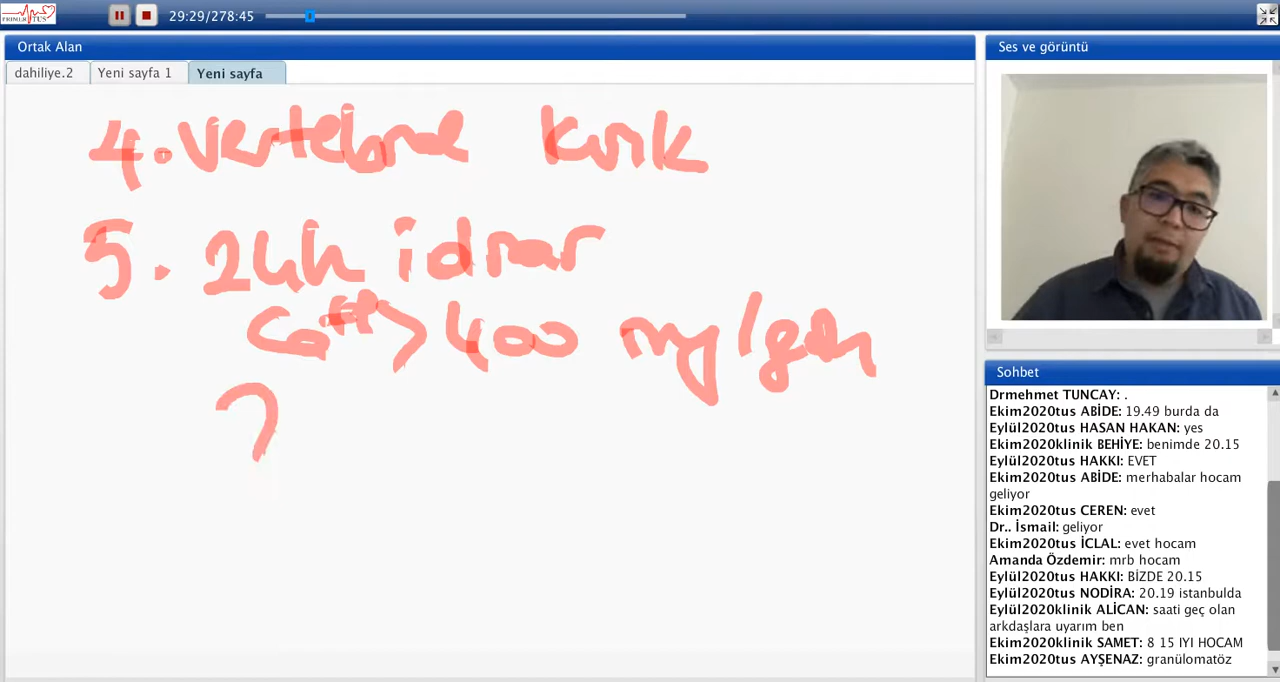 EKIMER TUS
29:29/278:45
Ortak Alan
dahiliye.2
Yeni sayfa 1
Yeni sayfa
4. Vertebne kırık
5. 24h idrar
Ca++ > 400 mg/gün
?
Ses ve görüntü
Sohbet
Drmehmet TUNCAY: .
Ekim2020tus ABİDE: 19.49 burda da
Eylül2020tus HASAN HAKAN: yes
Ekim2020klinik BEHİYE: benimde 20.15
Eylül2020tus HAKKI: EVET
Ekim2020tus ABİDE: merhabalar hocam
geliyor
Ekim2020tus CEREN: evet
Dr.. İsmail: geliyor
Ekim2020tus İCLAL: evet hocam
Amanda Özdemir: mrb hocam
Eylül2020tus HAKKI: BİZDE 20.15
Eylül2020tus NODİRA: 20.19 istanbulda
Eylül2020klinik ALİCAN: saati geç olan
arkdaşlara uyarım ben
Ekim2020klinik SAMET: 8 15 IYI HOCAM
Ekim2020tus AYŞENAZ: granülomatöz